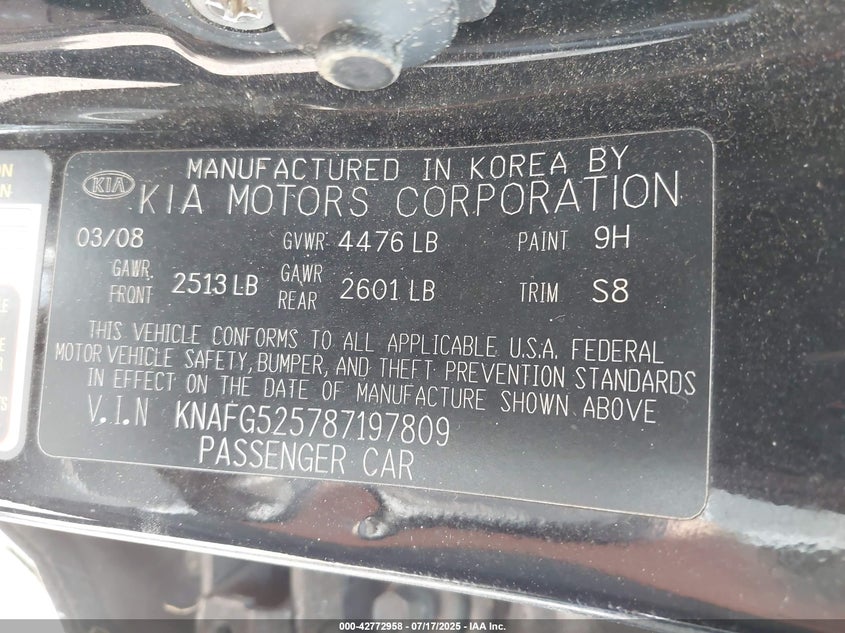 MANUFACTURED IN KOREA BY
KIA
KIA MOTORS CORPORATION
03/08 GVWR 4476 LB PAINT 9H
GAWR FRONT 2513 LB GAWR REAR 2601 LB TRIM S8
THIS VEHICLE CONFORMS TO ALL APPLICABLE U.S.A. FEDERAL
MOTOR VEHICLE SAFETY, BUMPER, AND THEFT PREVENTION STANDARDS
IN EFFECT ON THE DATE OF MANUFACTURE SHOWN ABOVE
V.I.N KNAFG525787197809
PASSENGER CAR
000-42772958 - 07/17/2025 - IAA Inc.